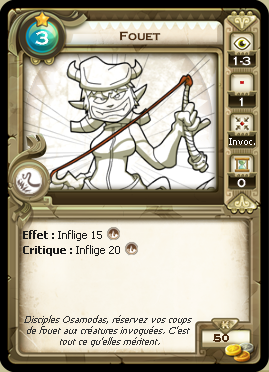 3
Fouet
1-3
1
Invoc.
0
Effet : Inflige 15
Critique : Inflige 20
Disciples Osamodas, réservez vos coups
de fouet aux créatures invoquées. C'est
tout ce qu'elles méritent.
50